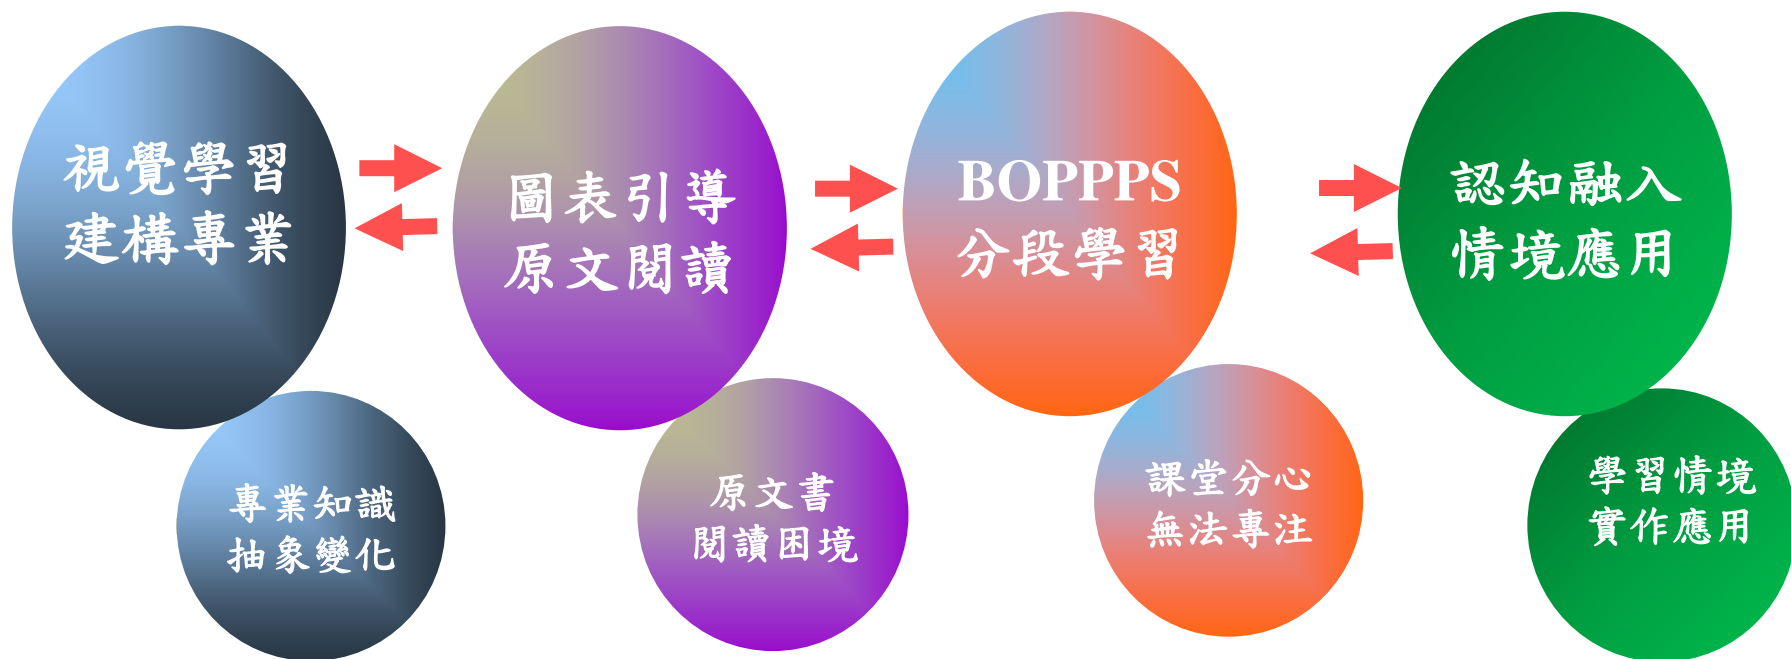 視覺學習
建構專業
圖表引導
原文閱讀
BOPPPS
分段學習
認知融入
情境應用
專業知識
抽象變化
原文書
閱讀困境
課堂分心
無法專注
學習情境
實作應用